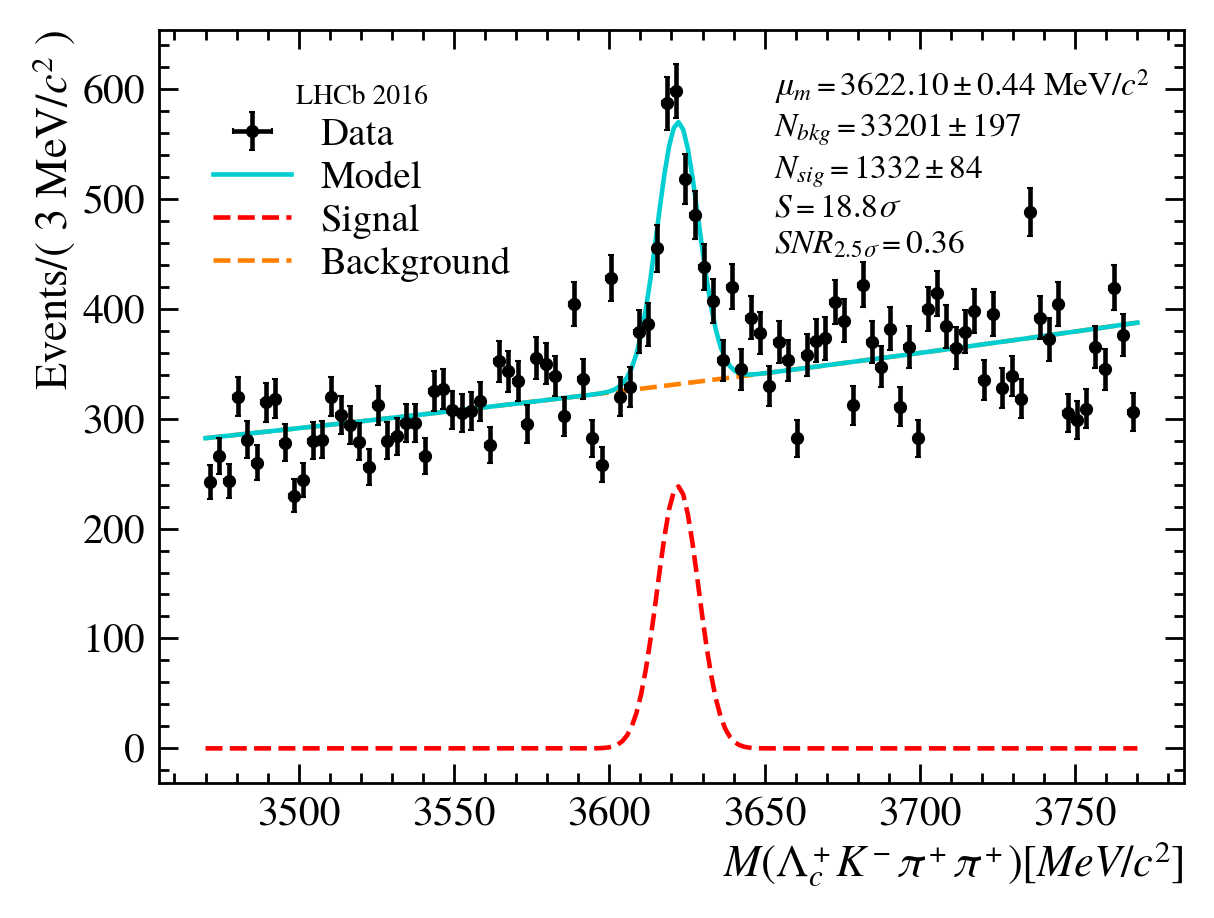 Events/( 3 MeV/c² )
600
500
400
300
200
100
0
LHCb 2016
Data
Model
Signal
Background
μₘ = 3622.10 ± 0.44 MeV/c²
N_bkg = 33201 ± 197
N_sig = 1332 ± 84
S = 18.8σ
SNR_2.5σ = 0.36
3500 3550 3600 3650 3700 3750
M(Λ_c^+ K^- π^+ π^+)[MeV/c²]